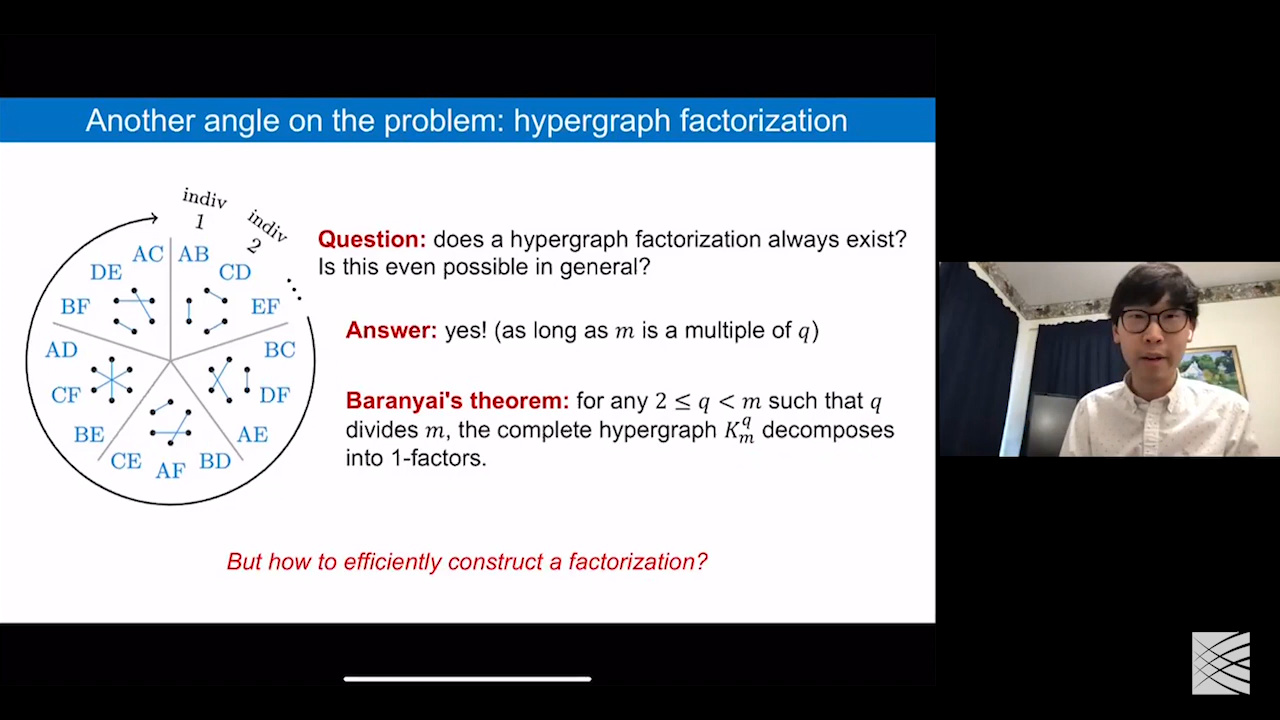 Another angle on the problem: hypergraph factorization
indiv
1
indiv
2
...
AC
AB
DE
CD
BF
EF
AD
BC
CF
DF
BE
AE
CE
AF
BD
Question: does a hypergraph factorization always exist?
Is this even possible in general?
Answer: yes! (as long as m is a multiple of q)
Baranyai's theorem: for any 2 ≤ q < m such that q
divides m, the complete hypergraph K_m^q decomposes
into 1-factors.
But how to efficiently construct a factorization?